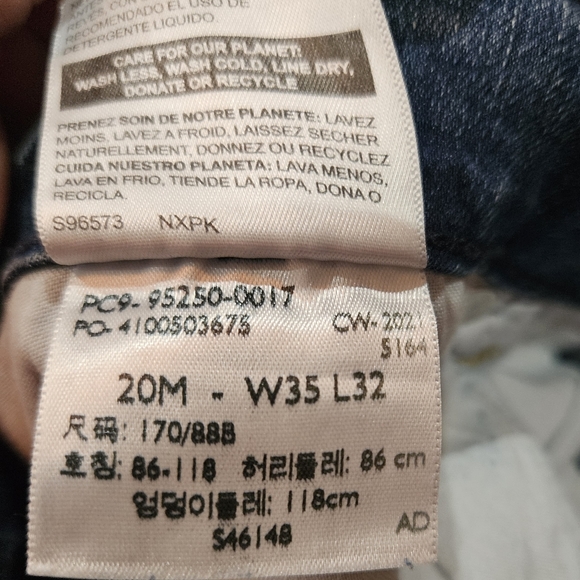 RECOMENDADO EL USO DE
DETERGENTE LIQUIDO.
CARE FOR OUR PLANET:
WASH LESS, WASH COLD, LINE DRY,
DONATE OR RECYCLE
PRENEZ SOIN DE NOTRE PLANETE: LAVEZ
MOINS, LAVEZ A FROID, LAISSEZ SECHER
NATURELLEMENT, DONNEZ OU RECYCLEZ
CUIDA NUESTRO PLANETA: LAVA MENOS,
LAVA EN FRIO, TIENDE LA ROPA, DONA O
RECICLA.
S96573 NXPK
PC9-95250-0017
PO-4100503675 CW-2021
S164
20M - W35 L32
尺码: 170/88B
호칭: 86-118 허리둘레: 86 cm
엉덩이둘레: 118cm
S46148
AD